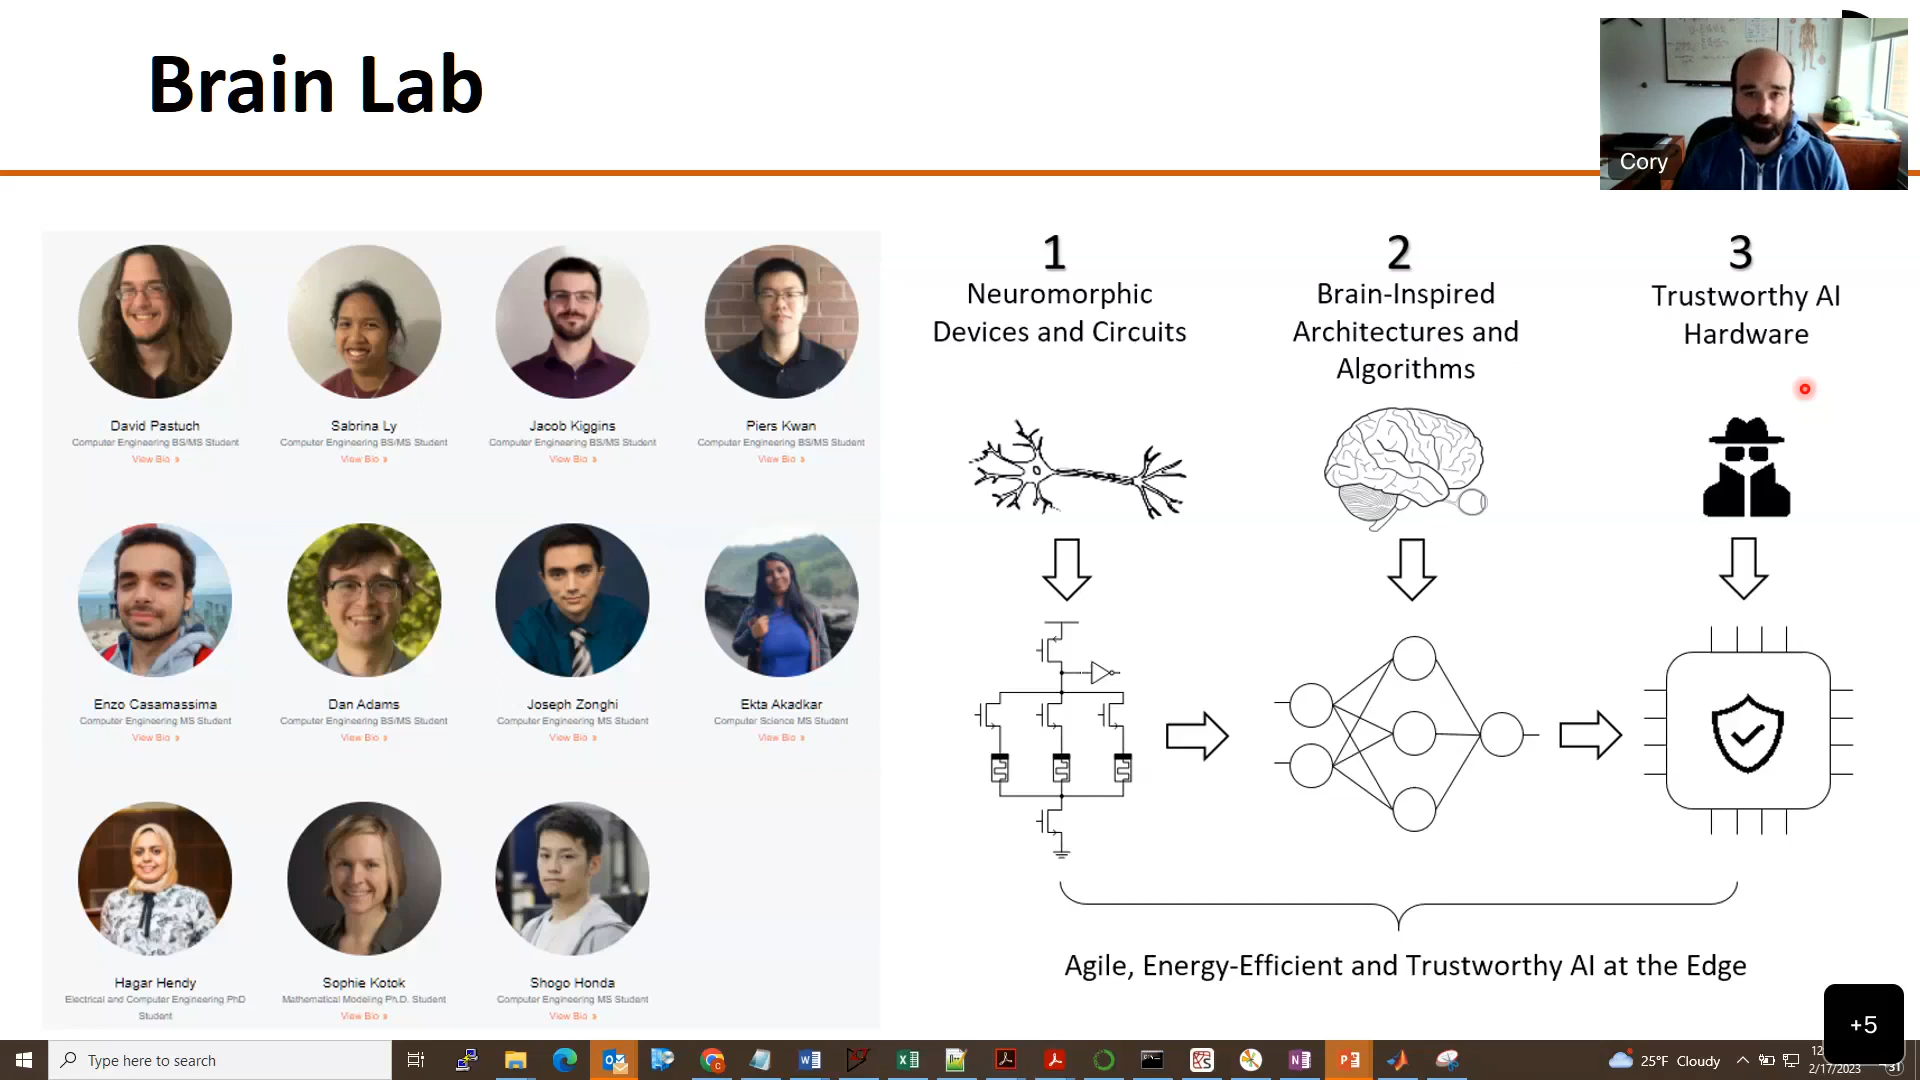 Brain Lab
Cory
David Pastuch
Computer Engineering BS/MS Student
View Bio »
Sabrina Ly
Computer Engineering BS/MS Student
View Bio »
Jacob Kiggins
Computer Engineering BS/MS Student
View Bio »
Piers Kwan
Computer Engineering BS/MS Student
View Bio »
Enzo Casamassima
Computer Engineering MS Student
View Bio »
Dan Adams
Computer Engineering BS/MS Student
View Bio »
Joseph Zonghi
Computer Engineering MS Student
View Bio »
Ekta Akadkar
Computer Science MS Student
View Bio »
Hagar Hendy
Electrical and Computer Engineering PhD
Student
Sophie Kotok
Mathematical Modeling Ph.D. Student
View Bio »
Shogo Honda
Computer Engineering MS Student
View Bio »
1
Neuromorphic
Devices and Circuits
2
Brain-Inspired
Architectures and
Algorithms
3
Trustworthy AI
Hardware
Agile, Energy-Efficient and Trustworthy AI at the Edge
+5
Type here to search
25°F Cloudy
2/17/2023
31